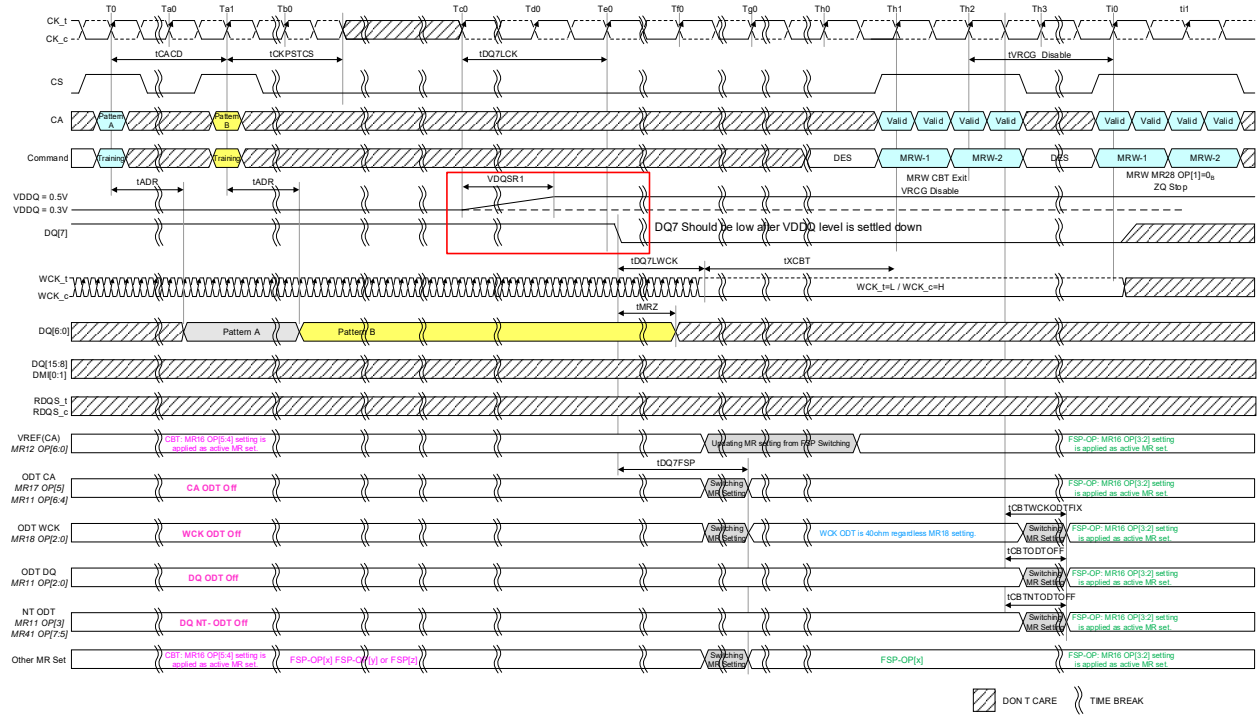 T0 Ta0 Ta1 Tb0 Tc0 Td0 Te0 Tf0 Tg0 Th0 Th1 Th2 Th3 Ti0 ti1
CK_t
CK_c
tCACD tCKPSTCS tDQ7LCK tVRCG_Disable
CS
CA Pattern A Pattern B Valid Valid Valid Valid Valid Valid Valid Valid
Command Training Training DES MRW-1 MRW-2 DES MRW-1 MRW-2
tADR tADR VDQSR1 MRW CBT Exit VRCG Disable MRW MR28 OP[1]=0B ZQ Stop
VDDQ = 0.5V
VDDQ = 0.3V
DQ[7] DQ7 Should be low after VDDQ level is settled down
tDQ7LWCK tXCBT
WCK_t
WCK_c WCK_t=L / WCK_c=H
tMRZ
DQ[6:0] Pattern A Pattern B
DQ[15:8]
DMI[0:1]
RDQS_t
RDQS_c
VREF(CA)
MR12 OP[6:0] CBT: MR16 OP[5:4] setting is applied as active MR set. Updating MR setting from FSP Switching FSP-OP: MR16 OP[3:2] setting is applied as active MR set.
tDQ7FSP
ODT CA
MR17 OP[5]
MR11 OP[6:4] CA ODT Off Switching MR Setting FSP-OP: MR16 OP[3:2] setting is applied as active MR set.
tCBTWCKODTFIX
ODT WCK
MR18 OP[2:0] WCK ODT Off Switching MR Setting WCK ODT is 40ohm regardless MR18 setting. Switching MR Setting FSP-OP: MR16 OP[3:2] setting is applied as active MR set.
tCBTODTOFF
ODT DQ
MR11 OP[2:0] DQ ODT Off Switching MR Setting FSP-OP: MR16 OP[3:2] setting is applied as active MR set.
tCBTNTODTOFF
NT ODT
MR11 OP[3]
MR41 OP[7:5] DQ NT- ODT Off Switching MR Setting FSP-OP: MR16 OP[3:2] setting is applied as active MR set.
Other MR Set CBT: MR16 OP[5:4] setting is applied as active MR set. FSP-OP[x] FSP-OP[y] or FSP[z] Switching MR Setting FSP-OP[x] FSP-OP: MR16 OP[3:2] setting is applied as active MR set.
DON T CARE TIME BREAK